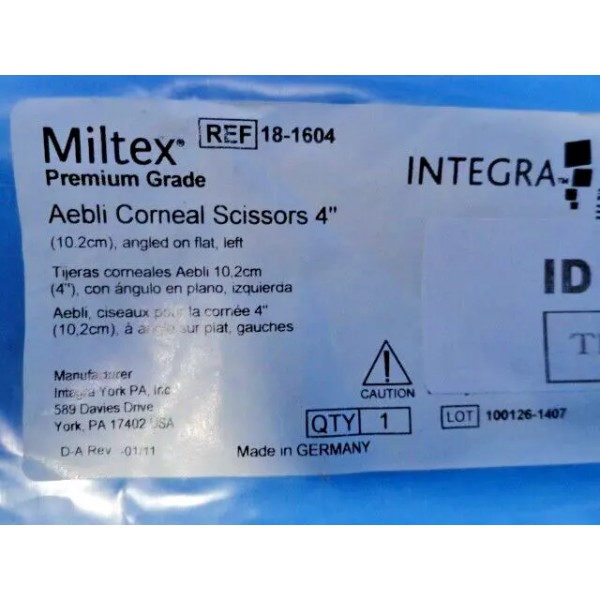 Miltex® REF 18-1604
Premium Grade
INTEGRA™
Aebli Corneal Scissors 4"
(10.2cm), angled on flat, left
Tijeras corneales Aebli 10,2cm
(4"), con ángulo en plano, izquierda
Aebli, ciseaux pour la cornée 4"
(10,2cm), à angle sur plat, gauches
ID
Manufacturer
Integra York PA, Inc.
589 Davies Drive
York, PA 17402 USA
D-A Rev -01/11
CAUTION
QTY 1
LOT 100126-1407
Made in GERMANY